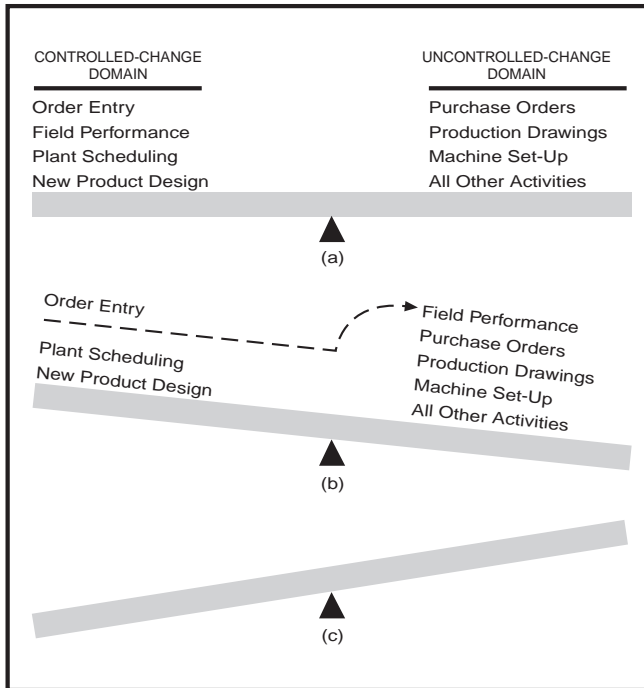 CONTROLLED-CHANGE
DOMAIN
Order Entry
Field Performance
Plant Scheduling
New Product Design
UNCONTROLLED-CHANGE
DOMAIN
Purchase Orders
Production Drawings
Machine Set-Up
All Other Activities
(a)
Order Entry
Plant Scheduling
New Product Design
Field Performance
Purchase Orders
Production Drawings
Machine Set-Up
All Other Activities
(b)
(c)